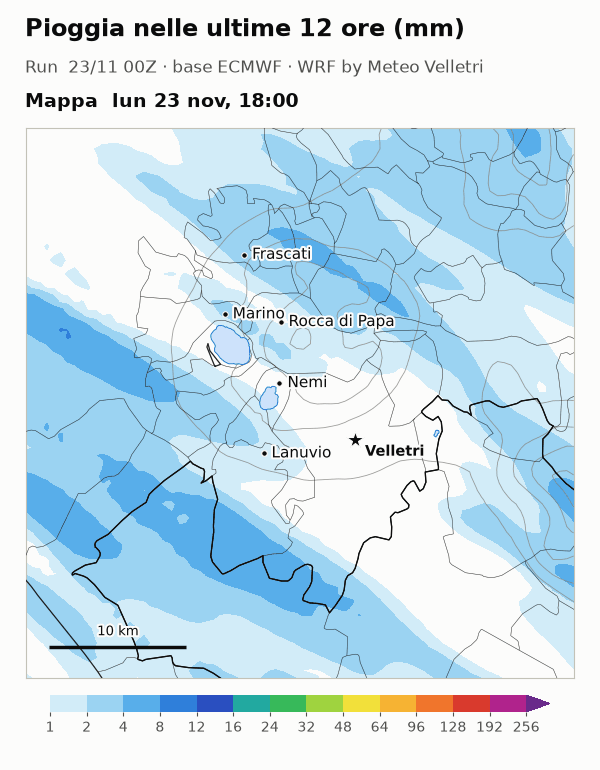 Pioggia nelle ultime 12 ore (mm)
Run 23/11 00Z · base ECMWF · WRF by Meteo Velletri
Mappa lun 23 nov, 18:00
Frascati
Marino
Rocca di Papa
Nemi
Velletri
Lanuvio
10 km
1 2 4 8 12 16 24 32 42 48 64 96 128 192 256